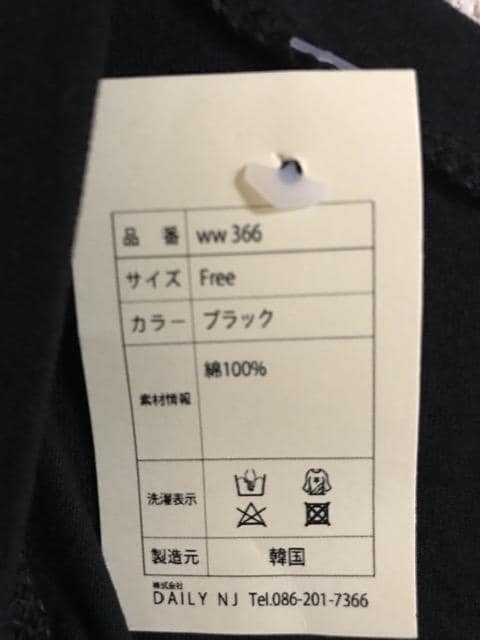 品番 ww 366
サイズ Free
カラー ブラック
素材情報 綿100%
洗濯表示
製造元 韓国
株式会社
DAILY NJ Tel.086-201-7366